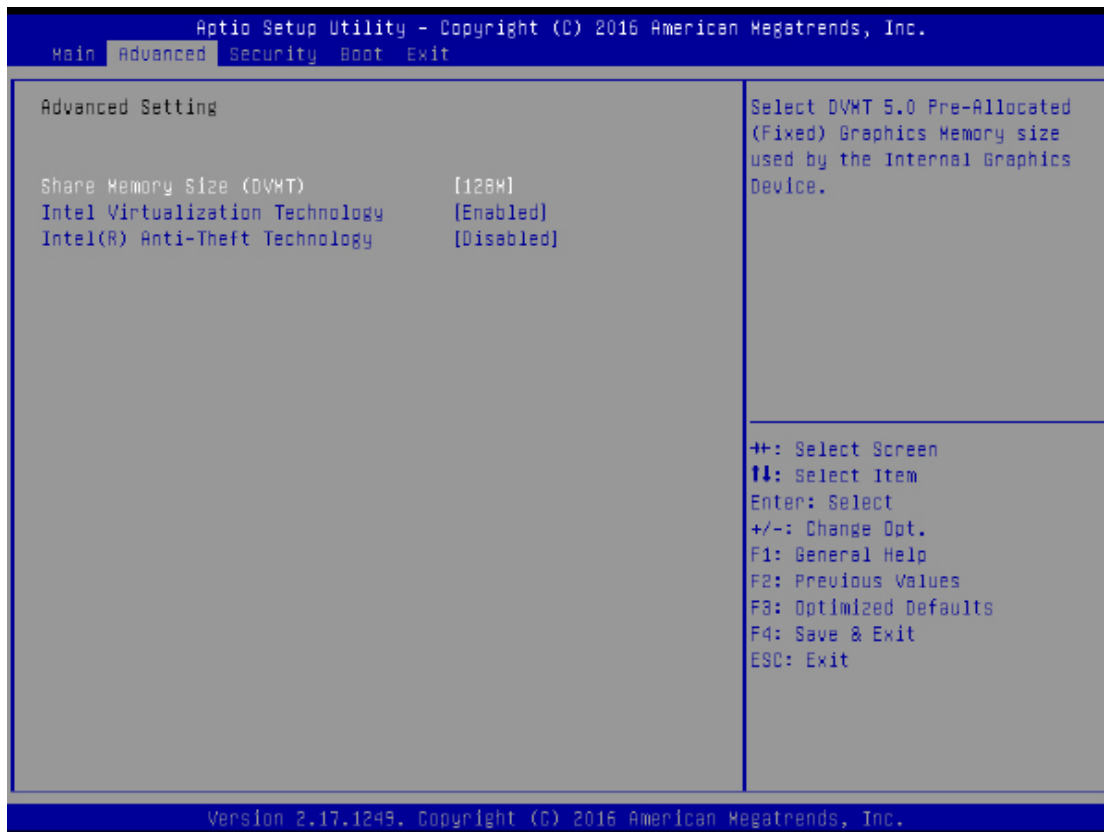 Aptio Setup Utility - Copyright (C) 2016 American Megatrends, Inc.
Main Advanced Security Boot Exit
Advanced Setting
Share Memory Size (DVMT) [128M]
Intel Virtualization Technology [Enabled]
Intel(R) Anti-Theft Technology [Disabled]
Select DVMT 5.0 Pre-Allocated
(Fixed) Graphics Memory size
used by the Internal Graphics
Device.
→←: Select Screen
↑↓: Select Item
Enter: Select
+/-: Change Opt.
F1: General Help
F2: Previous Values
F3: Optimized Defaults
F4: Save & Exit
ESC: Exit
Version 2.17.1249. Copyright (C) 2016 American Megatrends, Inc.